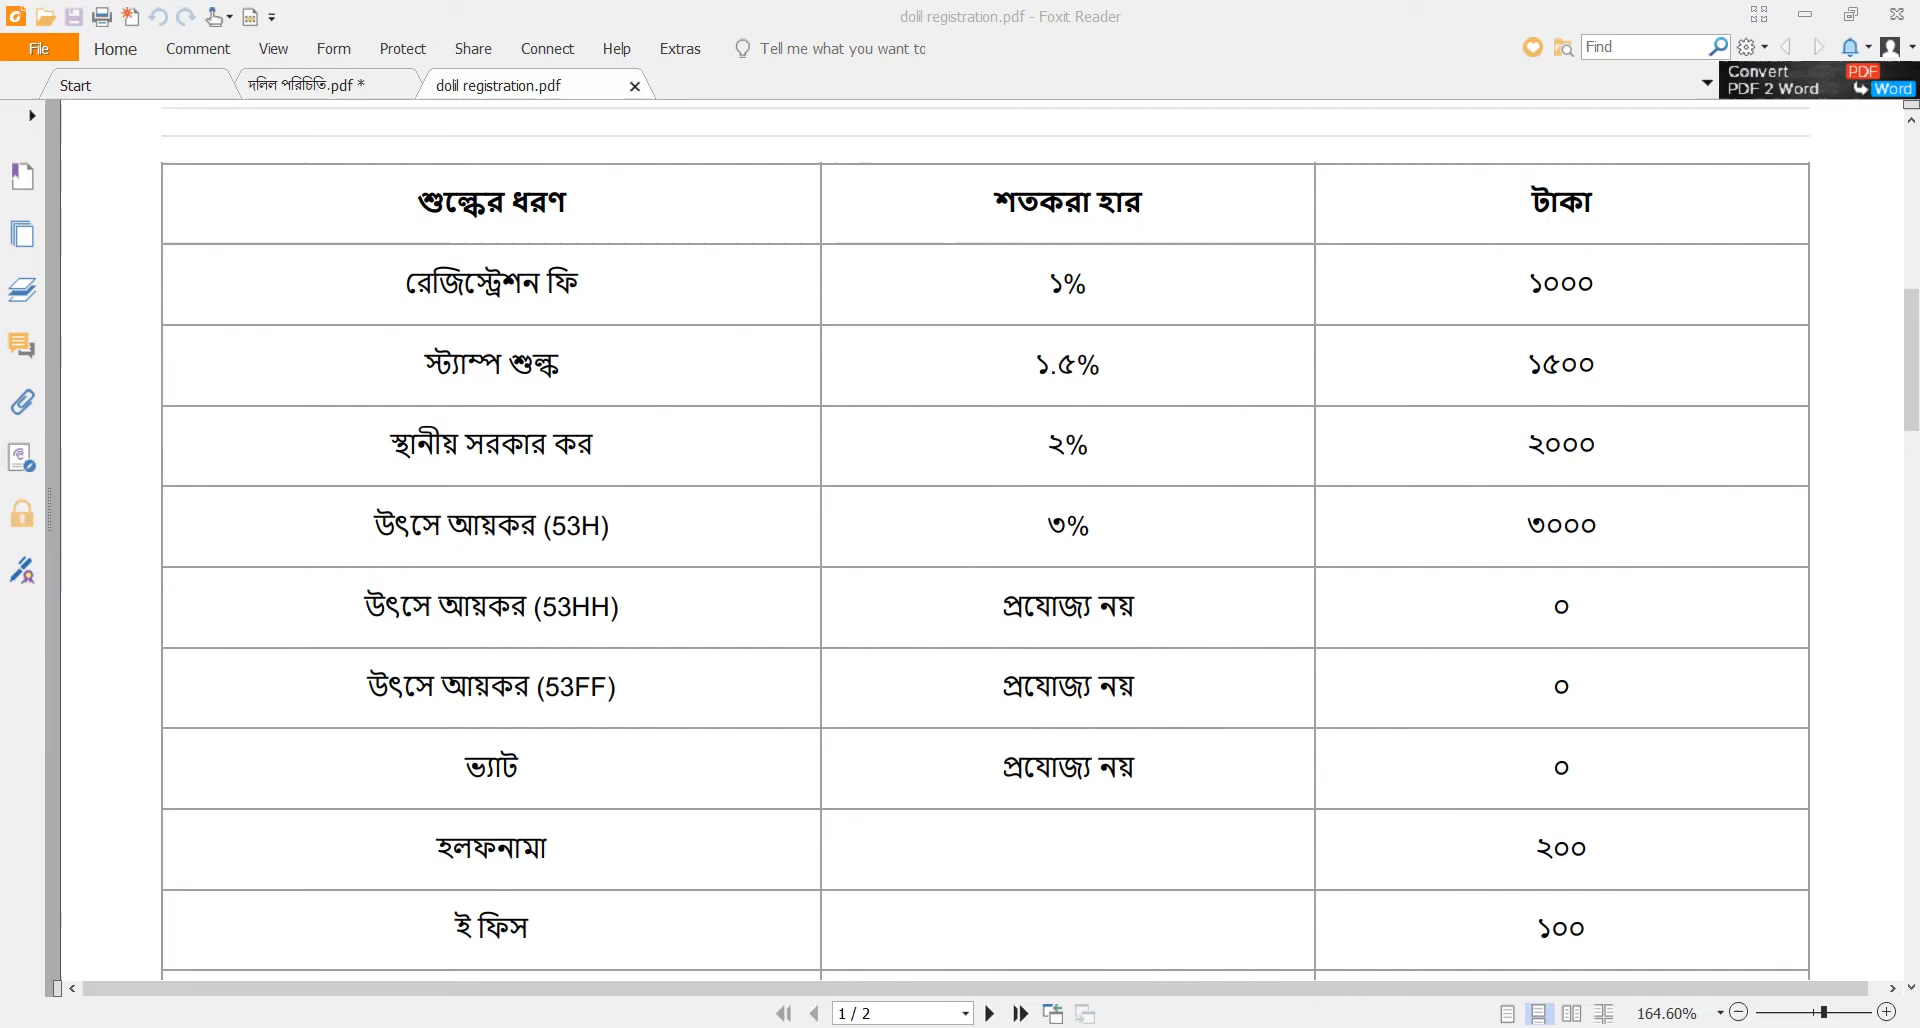 dolil registration.pdf - Foxit Reader
File Home Comment View Form Protect Share Connect Help Extras Tell me what you want to Find
Start দলিল পরিচিতি.pdf * dolil registration.pdf
Convert PDF
PDF 2 Word Word
শুল্কের ধরণ শতকরা হার টাকা
রেজিস্ট্রেশন ফি ১% ১০০০
স্ট্যাম্প শুল্ক ১.৫% ১৫০০
স্থানীয় সরকার কর ২% ২০০০
উৎসে আয়কর (53H) ৩% ৩০০০
উৎসে আয়কর (53HH) প্রযোজ্য নয় ০
উৎসে আয়কর (53FF) প্রযোজ্য নয় ০
ভ্যাট প্রযোজ্য নয় ০
হলফনামা ২০০
ই ফিস ১০০
1 / 2 164.60%